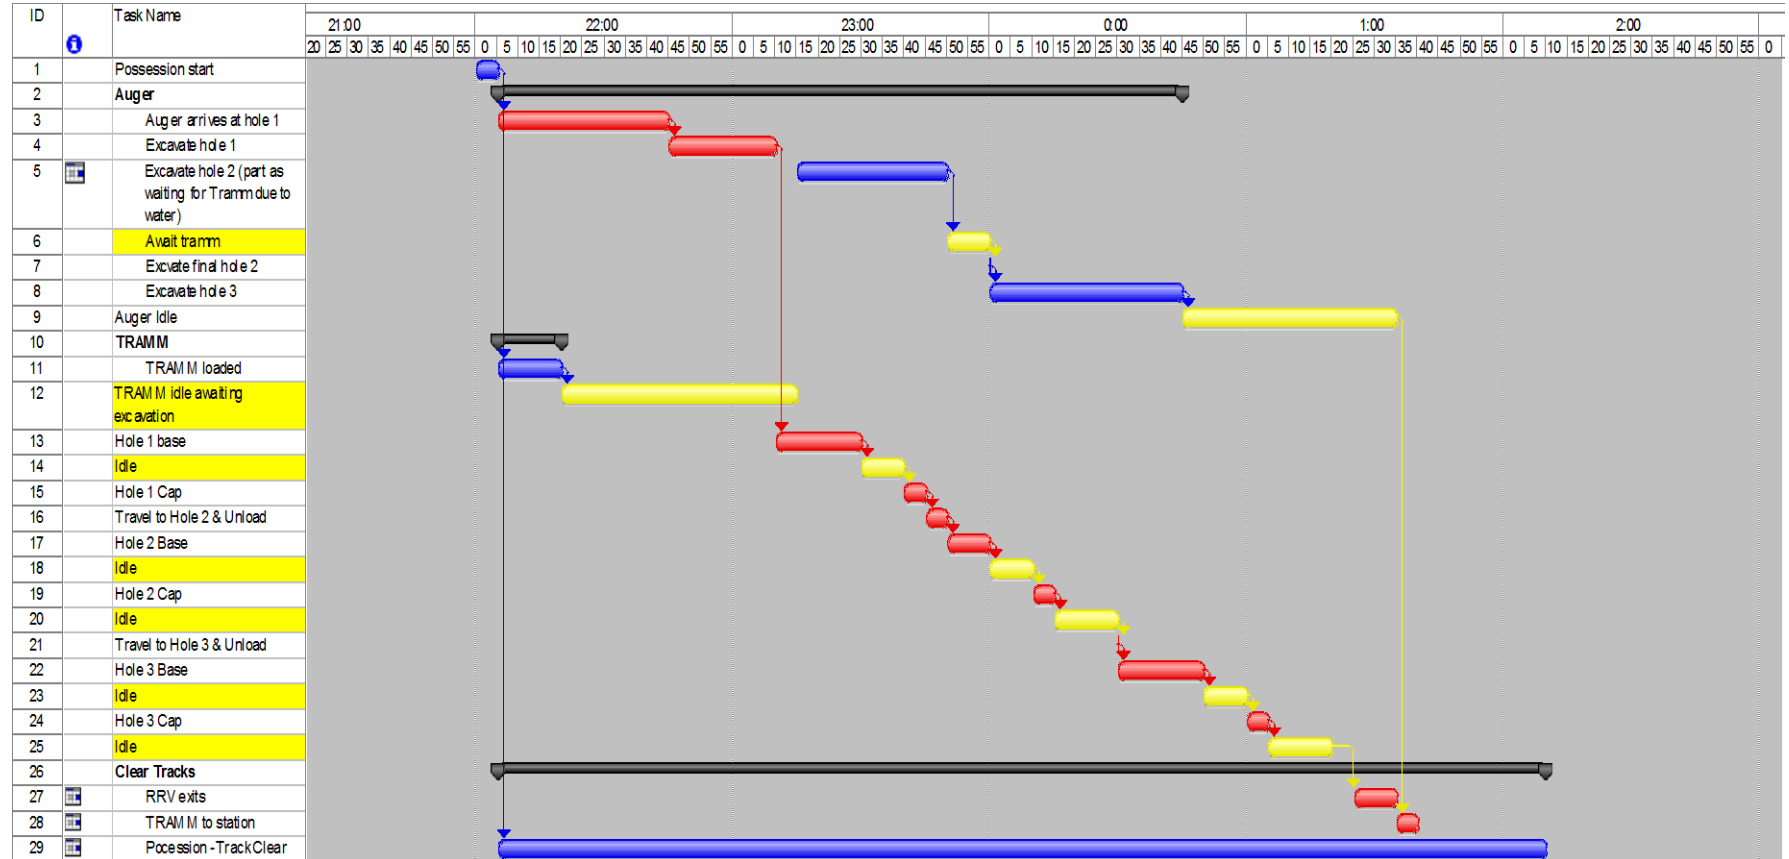 ID Task Name 21:00 22:00 23:00 0:00 1:00 2:00
i 20 25 30 35 40 45 50 55 0 5 10 15 20 25 30 35 40 45 50 55 0 5 10 15 20 25 30 35 40 45 50 55 0 5 10 15 20 25 30 35 40 45 50 55 0 5 10 15 20 25 30 35 40 45 50 55 0 5 10 15 20 25 30 35 40 45 50 55 0
1 Possession start
2 Auger
3 Auger arrives at hole 1
4 Excavate hole 1
5 Excavate hole 2 (part as
waiting for Tramm due to
water)
6 Await tramm
7 Excvate final hole 2
8 Excavate hole 3
9 Auger Idle
10 TRAMM
11 TRAMM loaded
12 TRAMM idle awaiting
excavation
13 Hole 1 base
14 Idle
15 Hole 1 Cap
16 Travel to Hole 2 & Unload
17 Hole 2 Base
18 Idle
19 Hole 2 Cap
20 Idle
21 Travel to Hole 3 & Unload
22 Hole 3 Base
23 Idle
24 Hole 3 Cap
25 Idle
26 Clear Tracks
27 RRV exits
28 TRAMM to station
29 Pocession - Track Clear